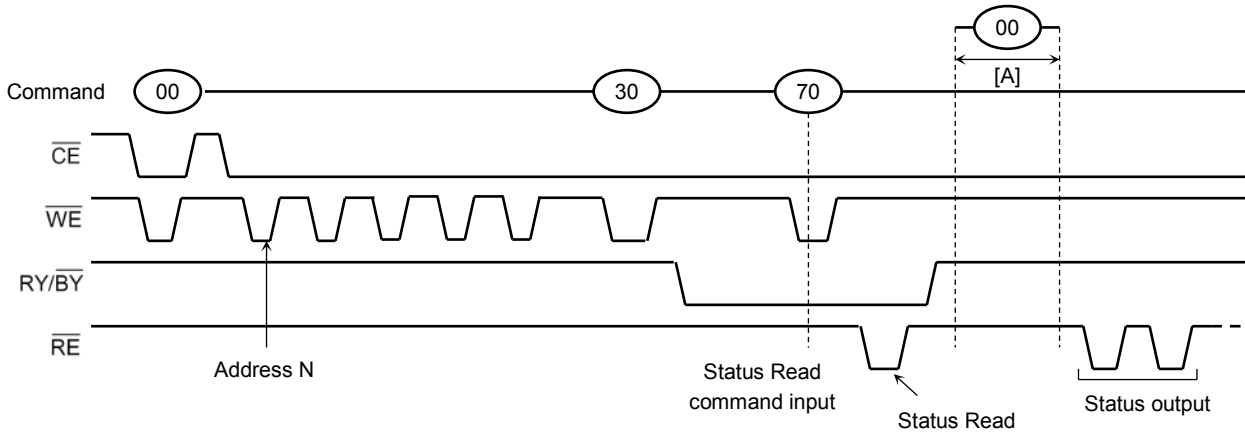 00
[A]
Command 00 30 70
CE
WE
RY/BY
RE
Address N
Status Read
command input
Status Read
Status output